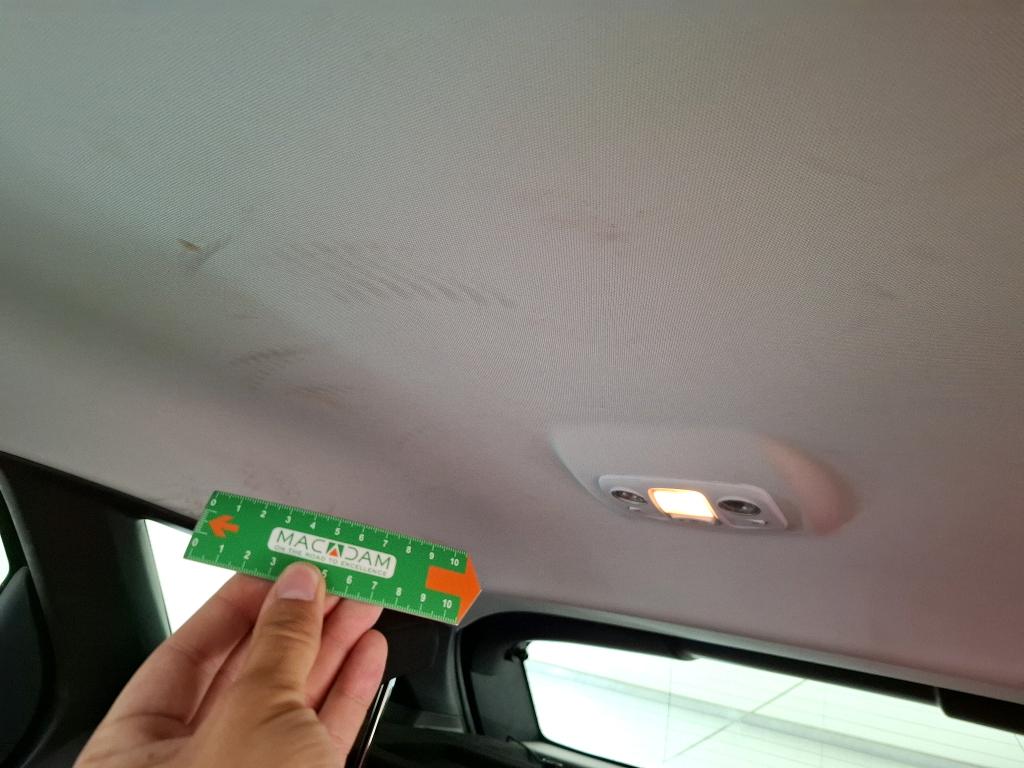 0 1 2 3 4 5 6 7 8 9 10
MACADAM
ON THE ROAD TO EXCELLENCE
0 1 2 3 5 6 7 8 9 10